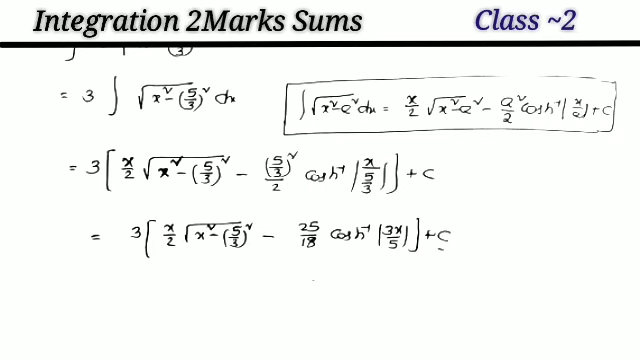 Integration 2Marks Sums Class ~2
= 3 ∫ √x²-(5/3)² dx
∫√x²-a² dx = x/2 √x²-a² - a²/2 cosh⁻¹|x/a| + C
= 3[x/2 √x²-(5/3)² - (5/3)²/2 cosh⁻¹|x/(5/3)|] + C
= 3[x/2 √x²-(5/3)² - 25/18 cosh⁻¹|3x/5|] + C